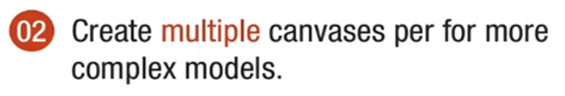 02 Create multiple canvases per for more
complex models.